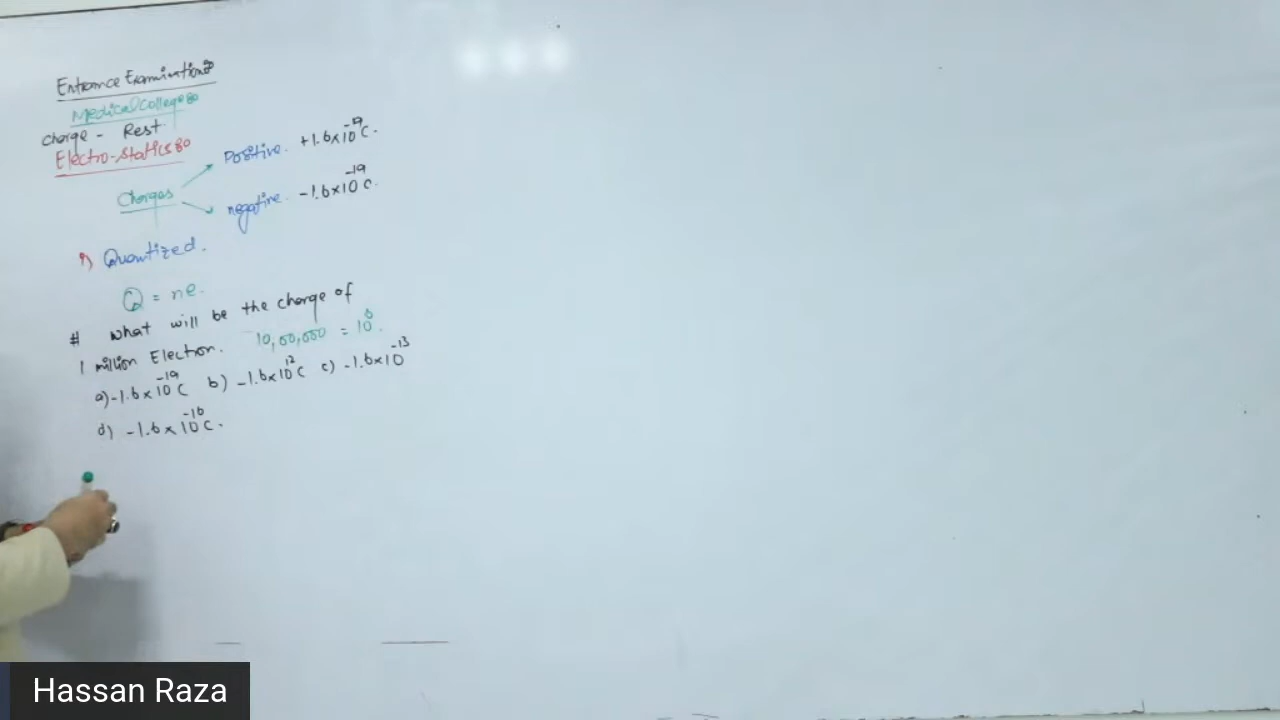 Entrance Examination:
Medical College:
Charge - Rest
Electro-Statics:
Charges
Positive. +1.6×10⁻¹⁹C.
negative. -1.6×10⁻¹⁹C.
1) Quantized.
Q = ne.
# What will be the charge of
1 million Electron. 10,00,000 = 10⁶.
a) -1.6×10⁻¹⁹C b) -1.6×10¹²C c) -1.6×10⁻¹³
d) -1.6×10⁻¹⁶C.
Hassan Raza